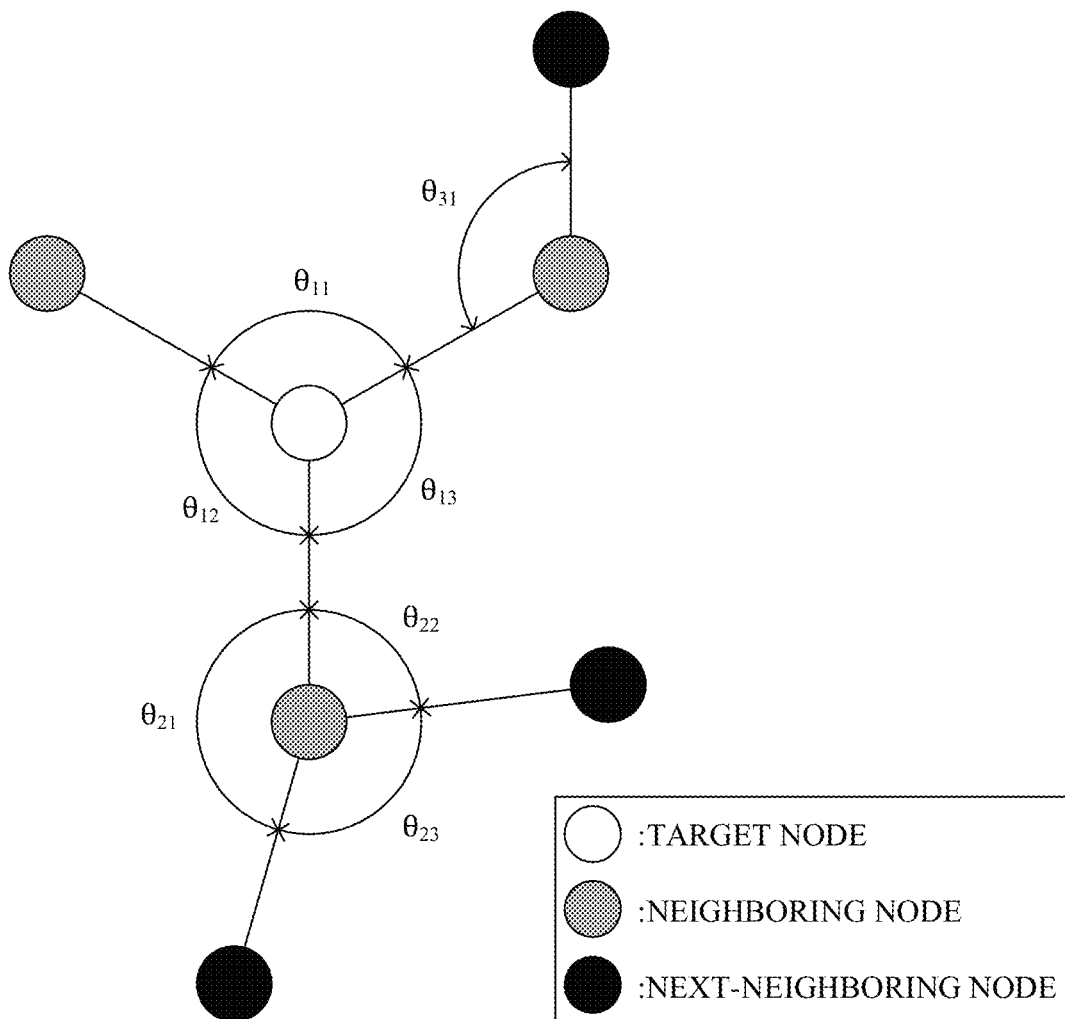 θ31
θ11
θ12
θ13
θ22
θ21
θ23
:TARGET NODE
:NEIGHBORING NODE
:NEXT-NEIGHBORING NODE